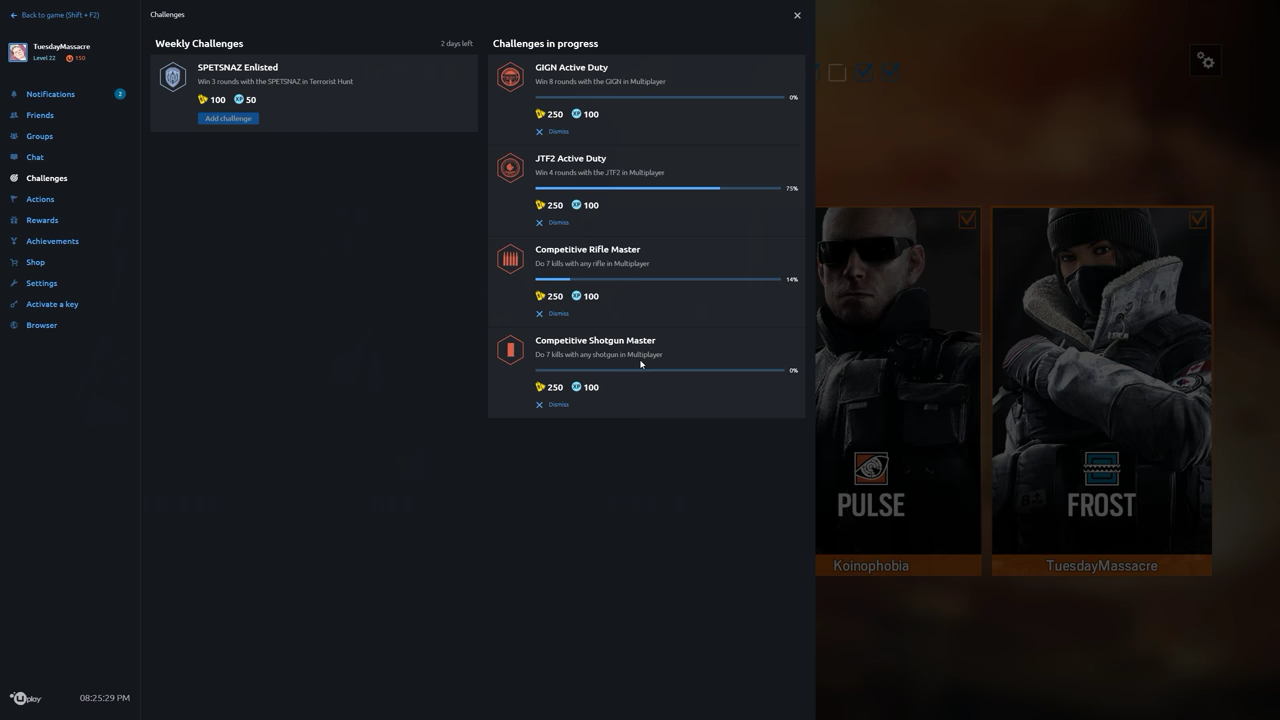 Back to game (Shift + F2)
TuesdayMassacre
Level 22
150
Notifications
2
Friends
Groups
Chat
Challenges
Actions
Rewards
Achievements
Shop
Settings
Activate a key
Browser
uplay
08:25:29 PM
Challenges
Weekly Challenges
2 days left
SPETSNAZ Enlisted
Win 3 rounds with the SPETSNAZ in Terrorist Hunt
100 XP 50
Add challenge
Challenges in progress
GIGN Active Duty
Win 8 rounds with the GIGN in Multiplayer
0%
250 XP 100
Dismiss
JTF2 Active Duty
Win 4 rounds with the JTF2 in Multiplayer
75%
250 XP 100
Dismiss
Competitive Rifle Master
Do 7 kills with any rifle in Multiplayer
14%
250 XP 100
Dismiss
Competitive Shotgun Master
Do 7 kills with any shotgun in Multiplayer
0%
250 XP 100
Dismiss
PULSE
Koinophobia
FROST
TuesdayMassacre